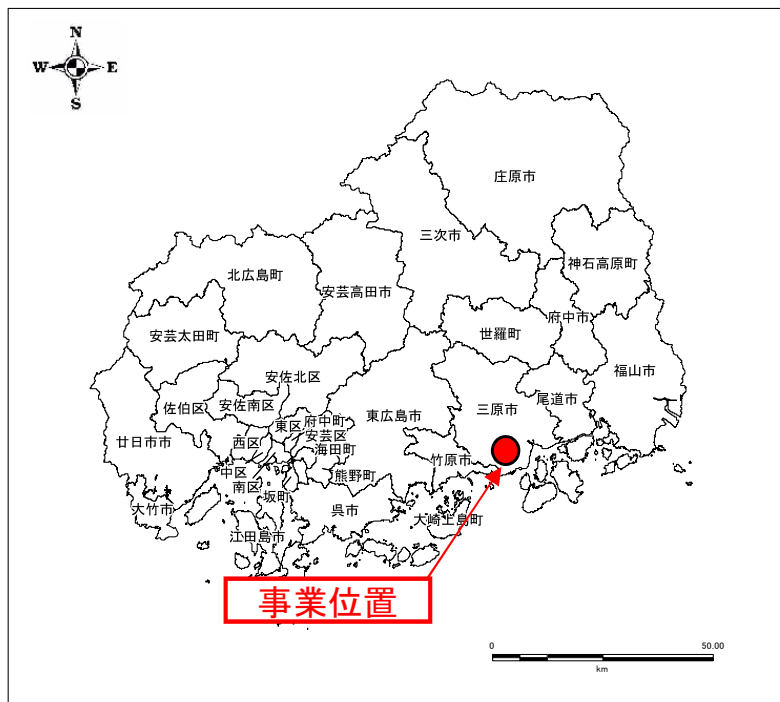 N
W E
S
庄原市
三次市
神石高原町
北広島町
安芸高田市
府中市
世羅町
安芸太田町
福山市
安佐北区
尾道市
佐伯区
安佐南区
東広島市
三原市
府中町
東区
安芸区
廿日市市
西区
海田町
竹原市
中区
熊野町
南区
坂町
大竹市
呉市
大崎上島町
江田島市
事業位置
0 50.00
km